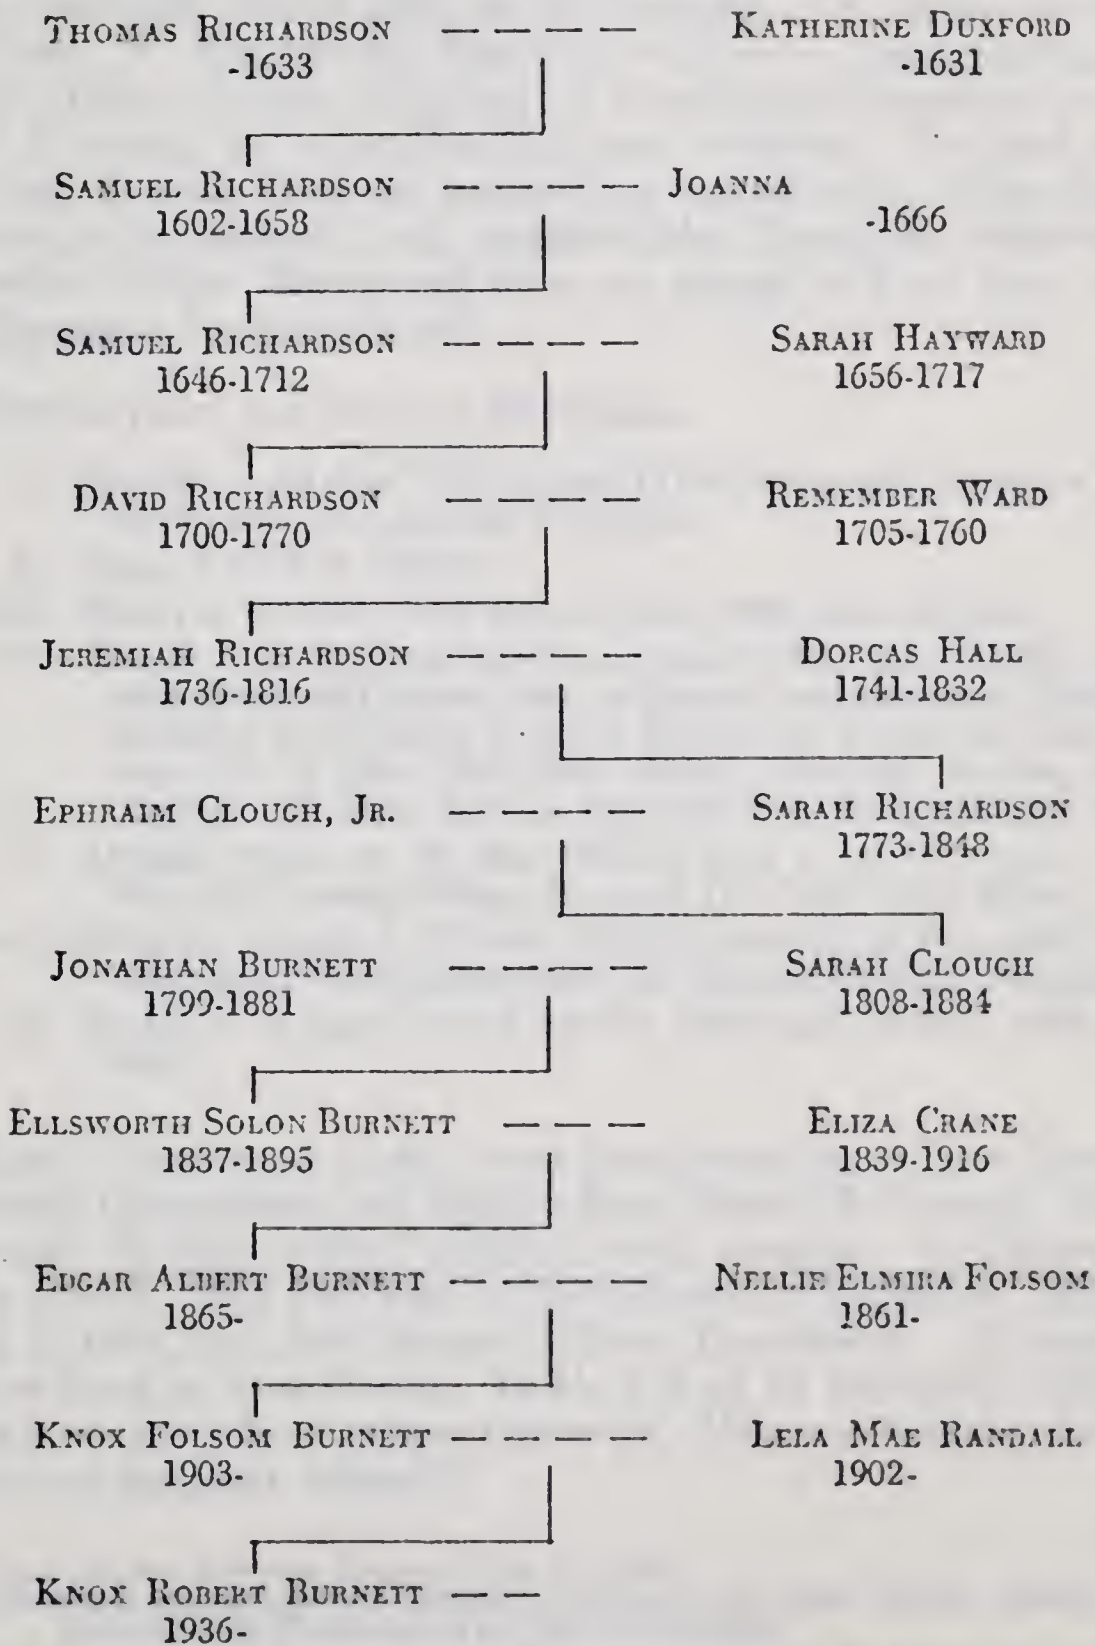 THOMAS RICHARDSON — — — — KATHERINE DUXFORD
-1633 -1631
SAMUEL RICHARDSON — — — — JOANNA
1602-1658 -1666
SAMUEL RICHARDSON — — — — SARAH HAYWARD
1646-1712 1656-1717
DAVID RICHARDSON — — — — REMEMBER WARD
1700-1770 1705-1760
JEREMIAH RICHARDSON — — — — DORCAS HALL
1736-1816 1741-1832
EPHRAIM CLOUGH, JR. — — — — SARAH RICHARDSON
1773-1848
JONATHAN BURNETT — — — — SARAH CLOUGH
1799-1881 1808-1884
ELLSWORTH SOLON BURNETT — — — ELIZA CRANE
1837-1895 1839-1916
EDGAR ALBERT BURNETT — — — — NELLIE ELMIRA FOLSOM
1865- 1861-
KNOX FOLSOM BURNETT — — — — LELA MAE RANDALL
1903- 1902-
KNOX ROBERT BURNETT — —
1936-